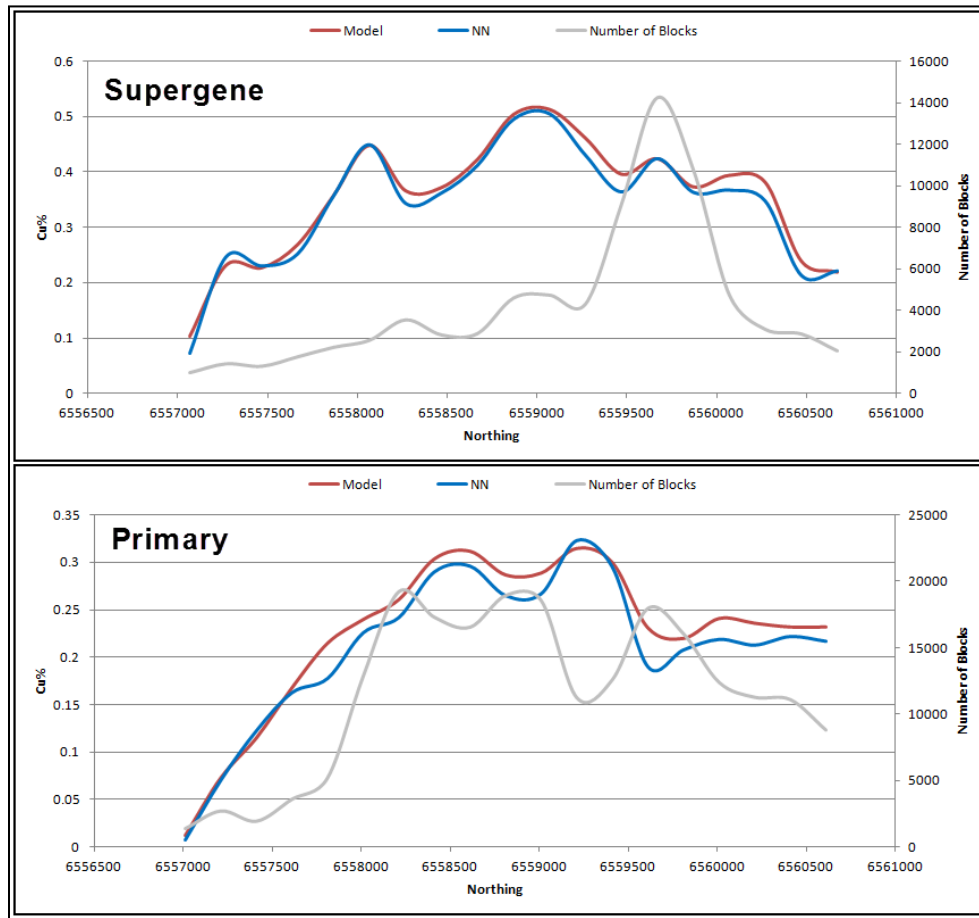 Model NN Number of Blocks
Supergene
0.6 16000
0.5 14000
0.4 12000
0.3 10000
0.2 8000
0.1 6000
0 4000
2000
0
Cu%
Number of Blocks
6556500 6557000 6557500 6558000 6558500 6559000 6559500 6560000 6560500 6561000
Northing
Model NN Number of Blocks
Primary
0.35 25000
0.3 20000
0.25 15000
0.2 10000
0.15 5000
0.1 0
0.05
0
Cu%
Number of Blocks
6556500 6557000 6557500 6558000 6558500 6559000 6559500 6560000 6560500 6561000
Northing